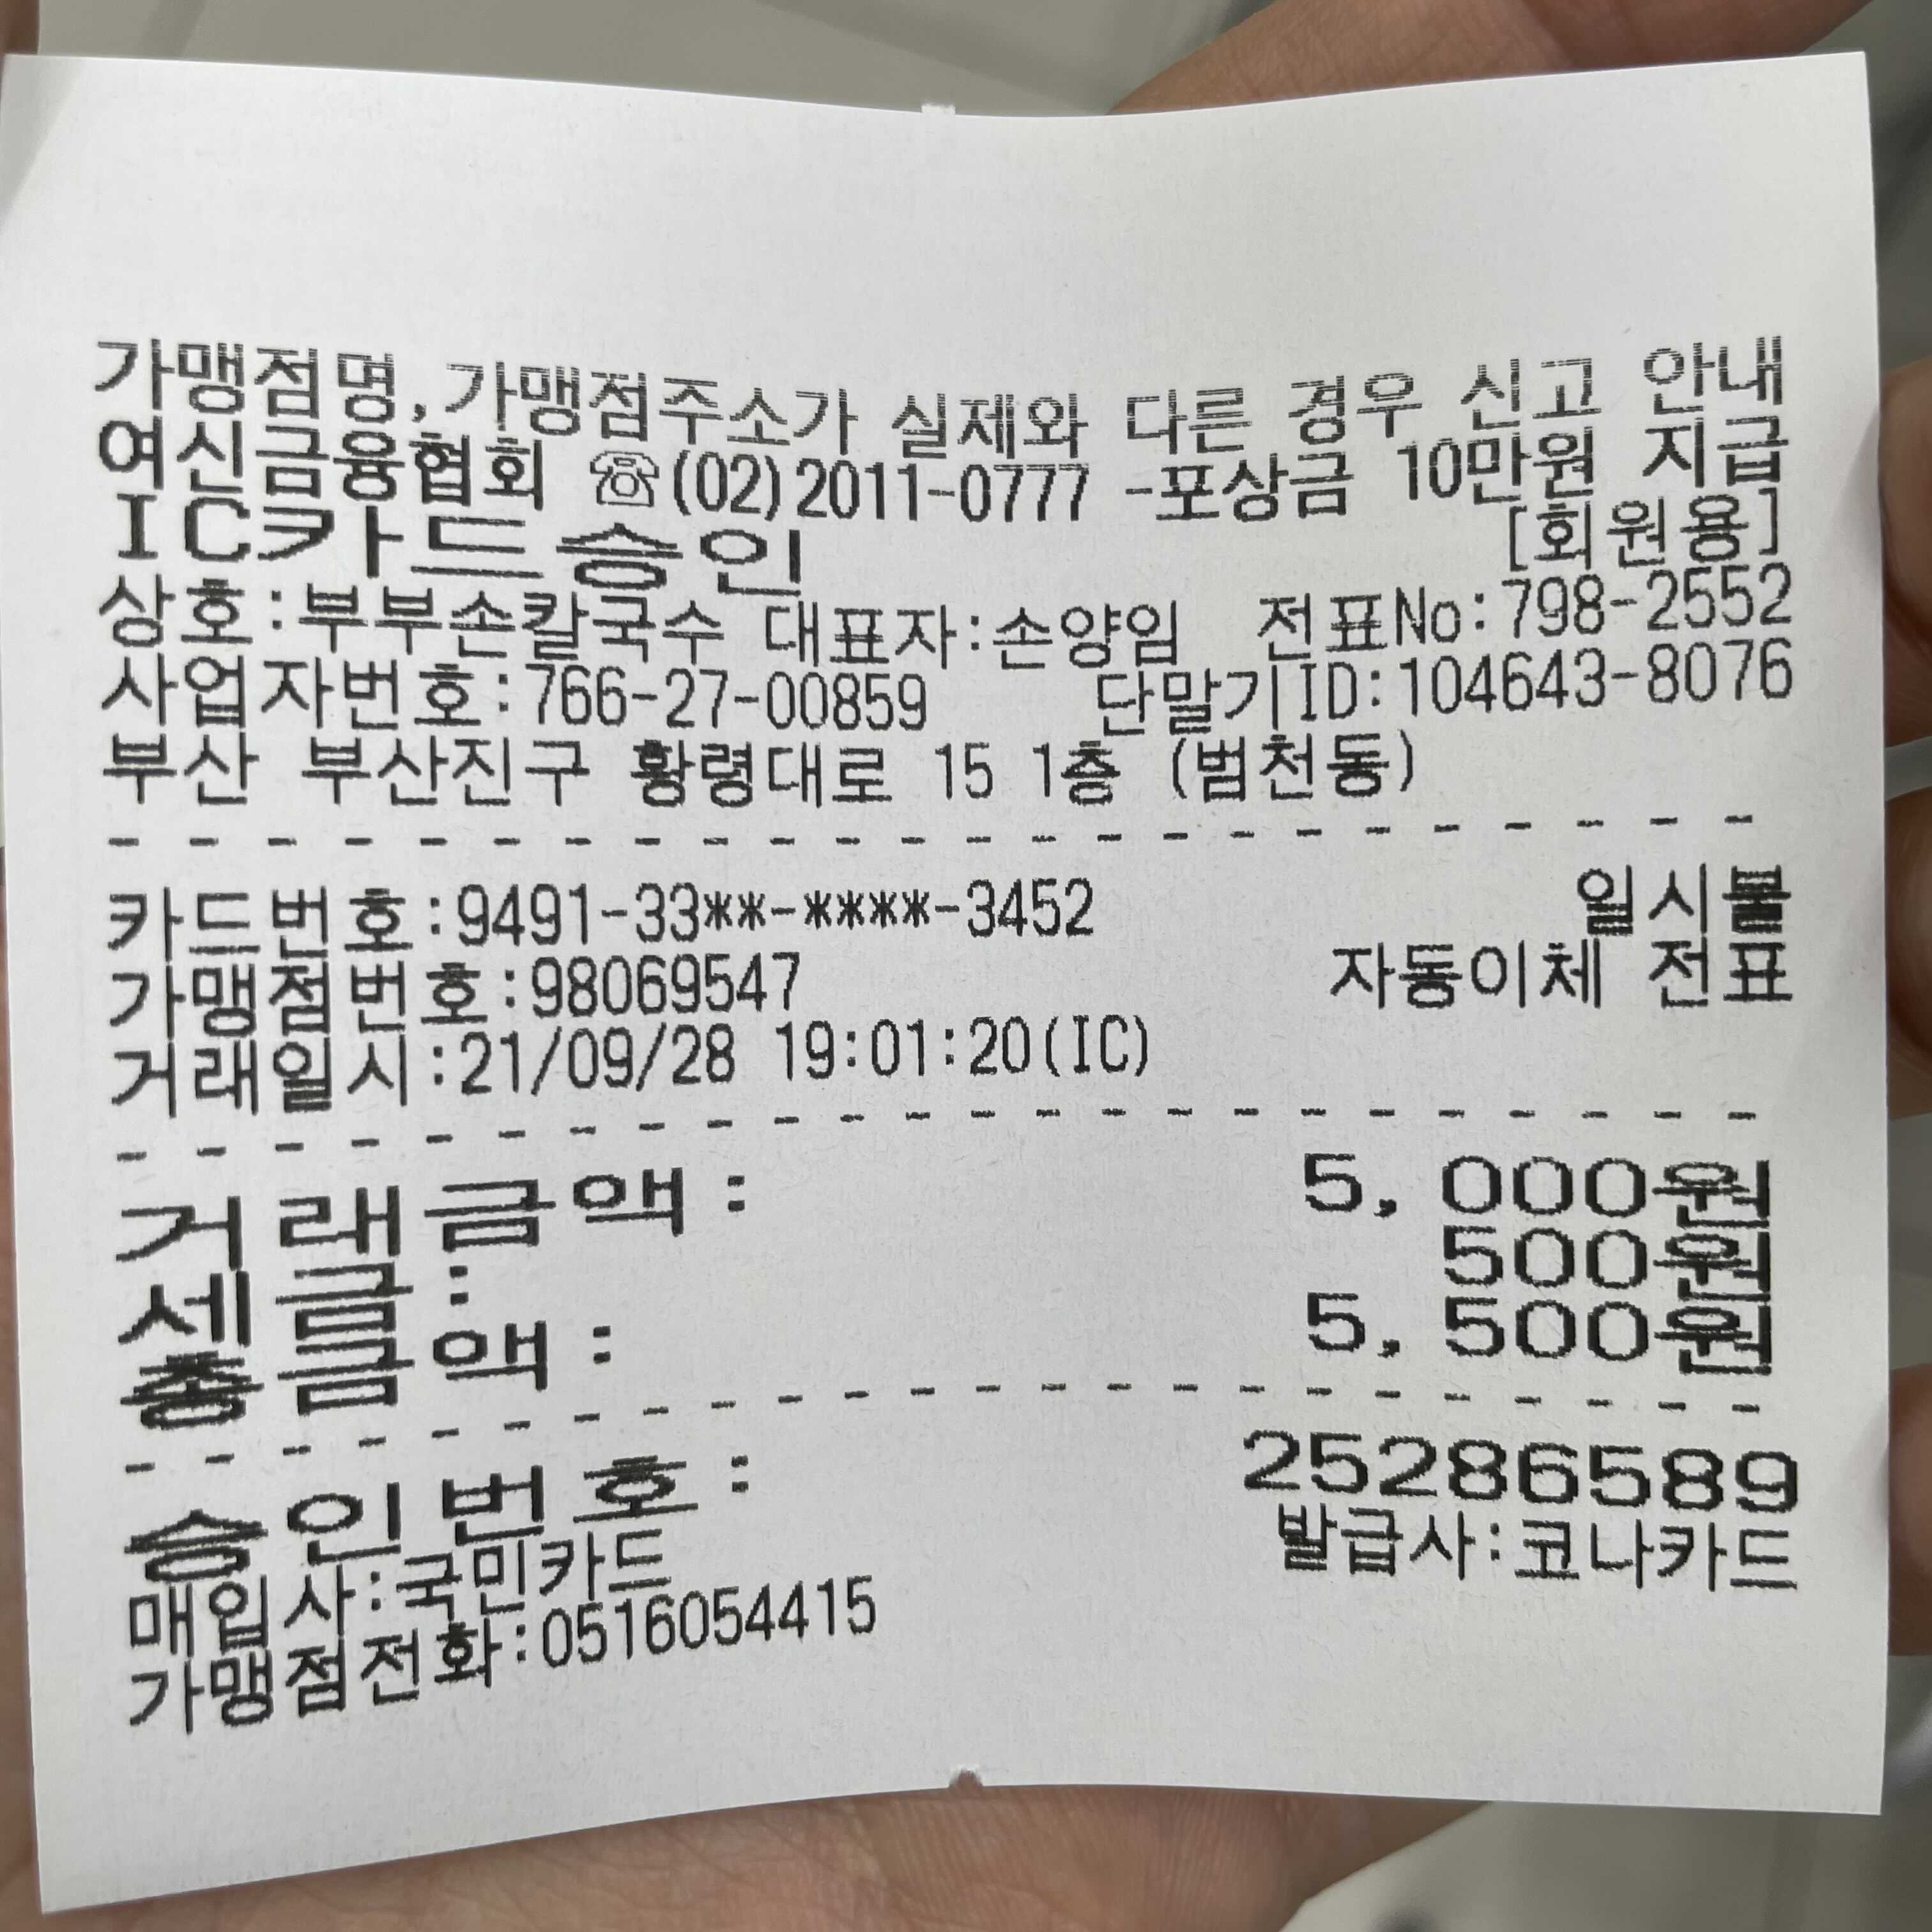 가맹점명,가맹점주소가 실제와 다른 경우 신고 안내
여신금융협회 ☏(02)2011-0777 -포상금 10만원 지급
IC카드승인 [회원용]
상호:부부손칼국수 대표자:손양임 전표No:798-2552
사업자번호:766-27-00859 단말기ID:104643-8076
부산 부산진구 황령대로 15 1층 (범천동)
- - - - - - - - - - - - - - - - - - - - - - -
카드번호:9491-33**-****-3452 일시불
가맹점번호:98069547 자동이체 전표
거래일시:21/09/28 19:01:20(IC)
- - - - - - - - - - - - - - - - - - - - - - -
거래금액: 5,000원
세금: 500원
총금액: 5,500원
- - - - - - - - - - - - - - - - - - - - - - -
승인번호: 25286589
매입사:국민카드 발급사:코나카드
가맹점전화:0516054415